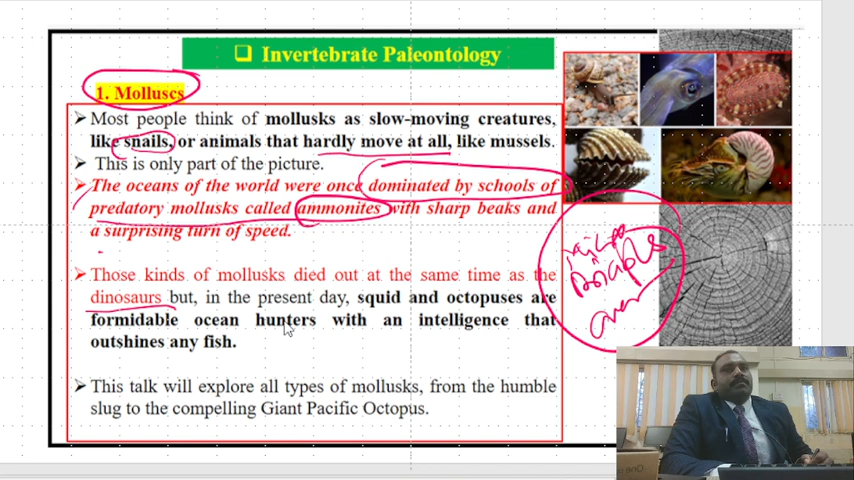 ❑ Invertebrate Paleontology
1. Molluscs
➢ Most people think of mollusks as slow-moving creatures,
like snails, or animals that hardly move at all, like mussels.
➢ This is only part of the picture.
➢ The oceans of the world were once dominated by schools of
predatory mollusks called ammonites with sharp beaks and
a surprising turn of speed.
➢ Those kinds of mollusks died out at the same time as the
dinosaurs but, in the present day, squid and octopuses are
formidable ocean hunters with an intelligence that
outshines any fish.
➢ This talk will explore all types of mollusks, from the humble
slug to the compelling Giant Pacific Octopus.